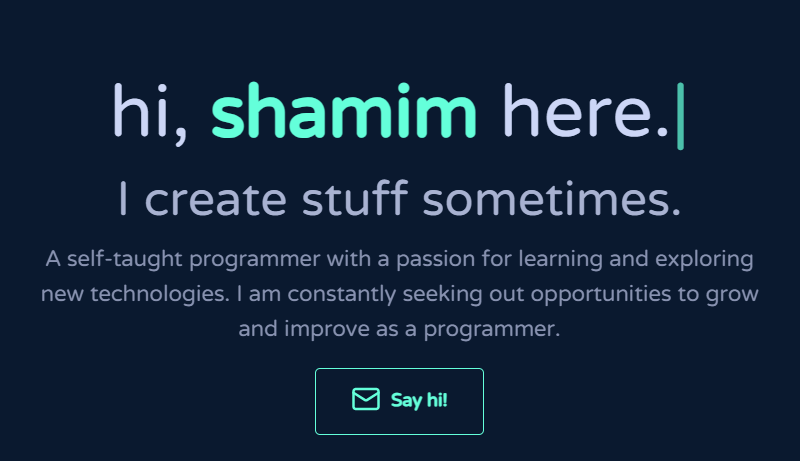 hi, shamim here.
I create stuff sometimes.
A self-taught programmer with a passion for learning and exploring
new technologies. I am constantly seeking out opportunities to grow
and improve as a programmer.
Say hi!